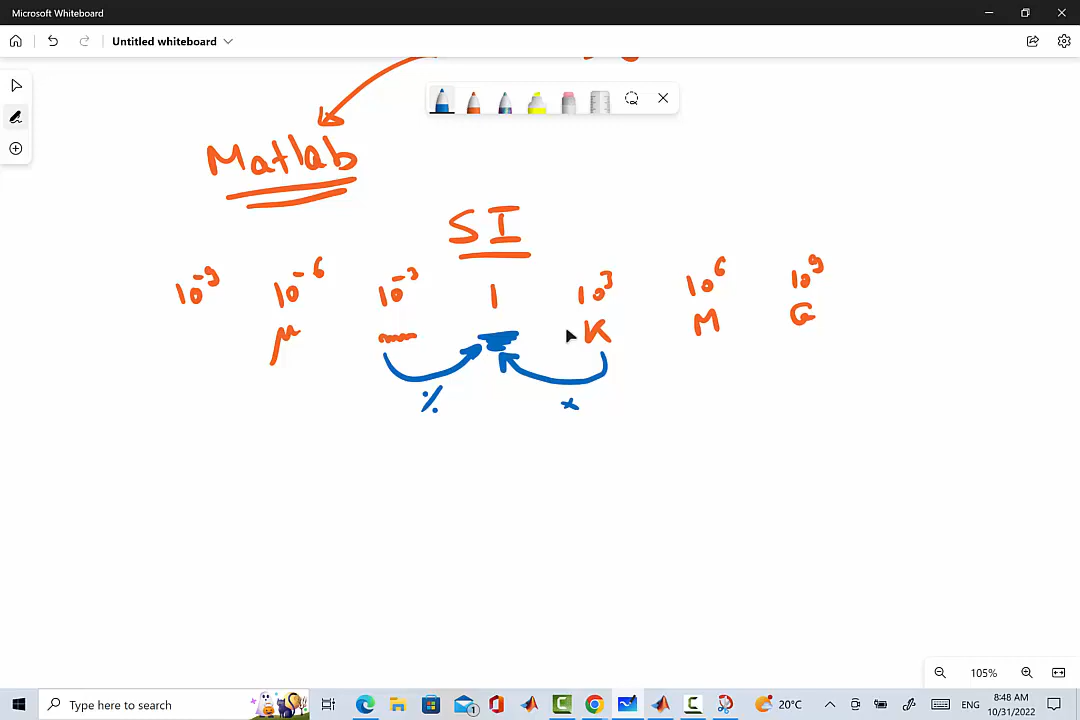 Microsoft Whiteboard
Untitled whiteboard
Matlab
SI
10⁻⁹ 10⁻⁶ 10⁻³ 1 10³ 10⁶ 10⁹
μ m K M G
÷ ×
105%
Type here to search
1
20°C
ENG
8:48 AM
10/31/2022